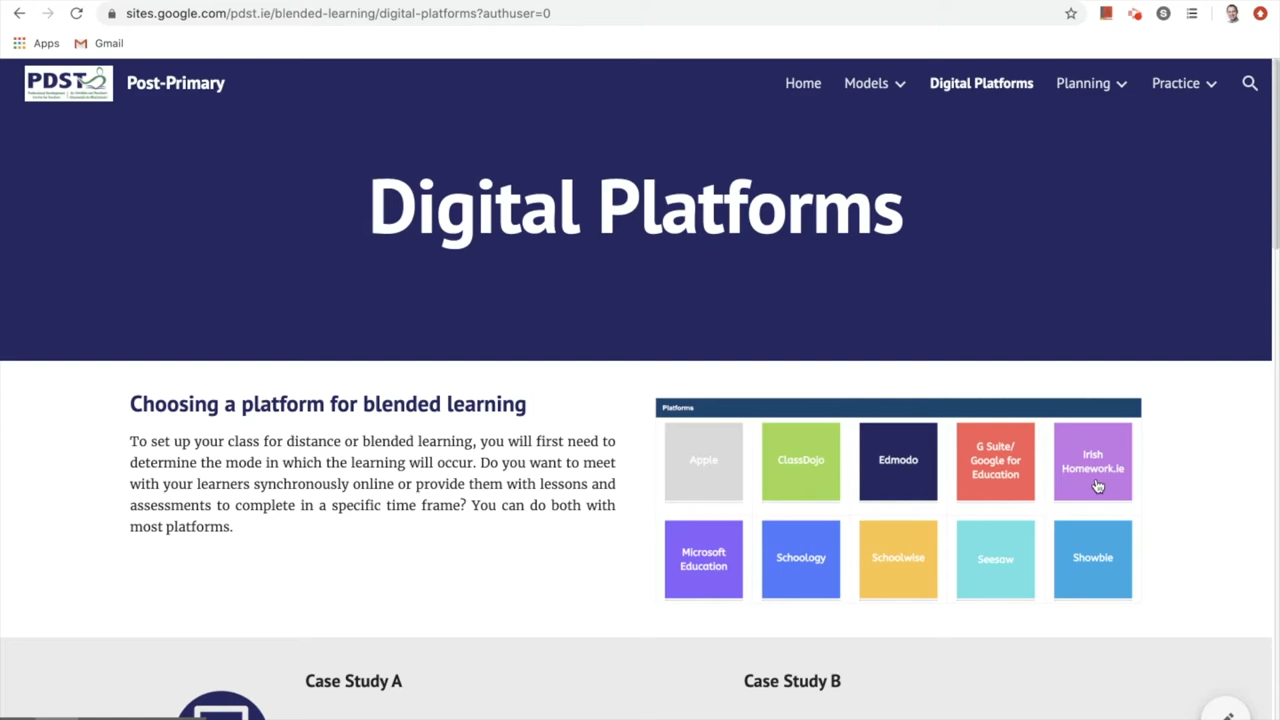 sites.google.com/pdst.ie/blended-learning/digital-platforms?authuser=0
Apps
Gmail
PDST
Post-Primary
Home
Models
Digital Platforms
Planning
Practice
Digital Platforms
Choosing a platform for blended learning
To set up your class for distance or blended learning, you will first need to
determine the mode in which the learning will occur. Do you want to meet
with your learners synchronously online or provide them with lessons and
assessments to complete in a specific time frame? You can do both with
most platforms.
Platforms
Apple
ClassDojo
Edmodo
G Suite/
Google for
Education
Irish
Homework.ie
Microsoft
Education
Schoology
Schoolwise
Seesaw
Showbie
Case Study A
Case Study B